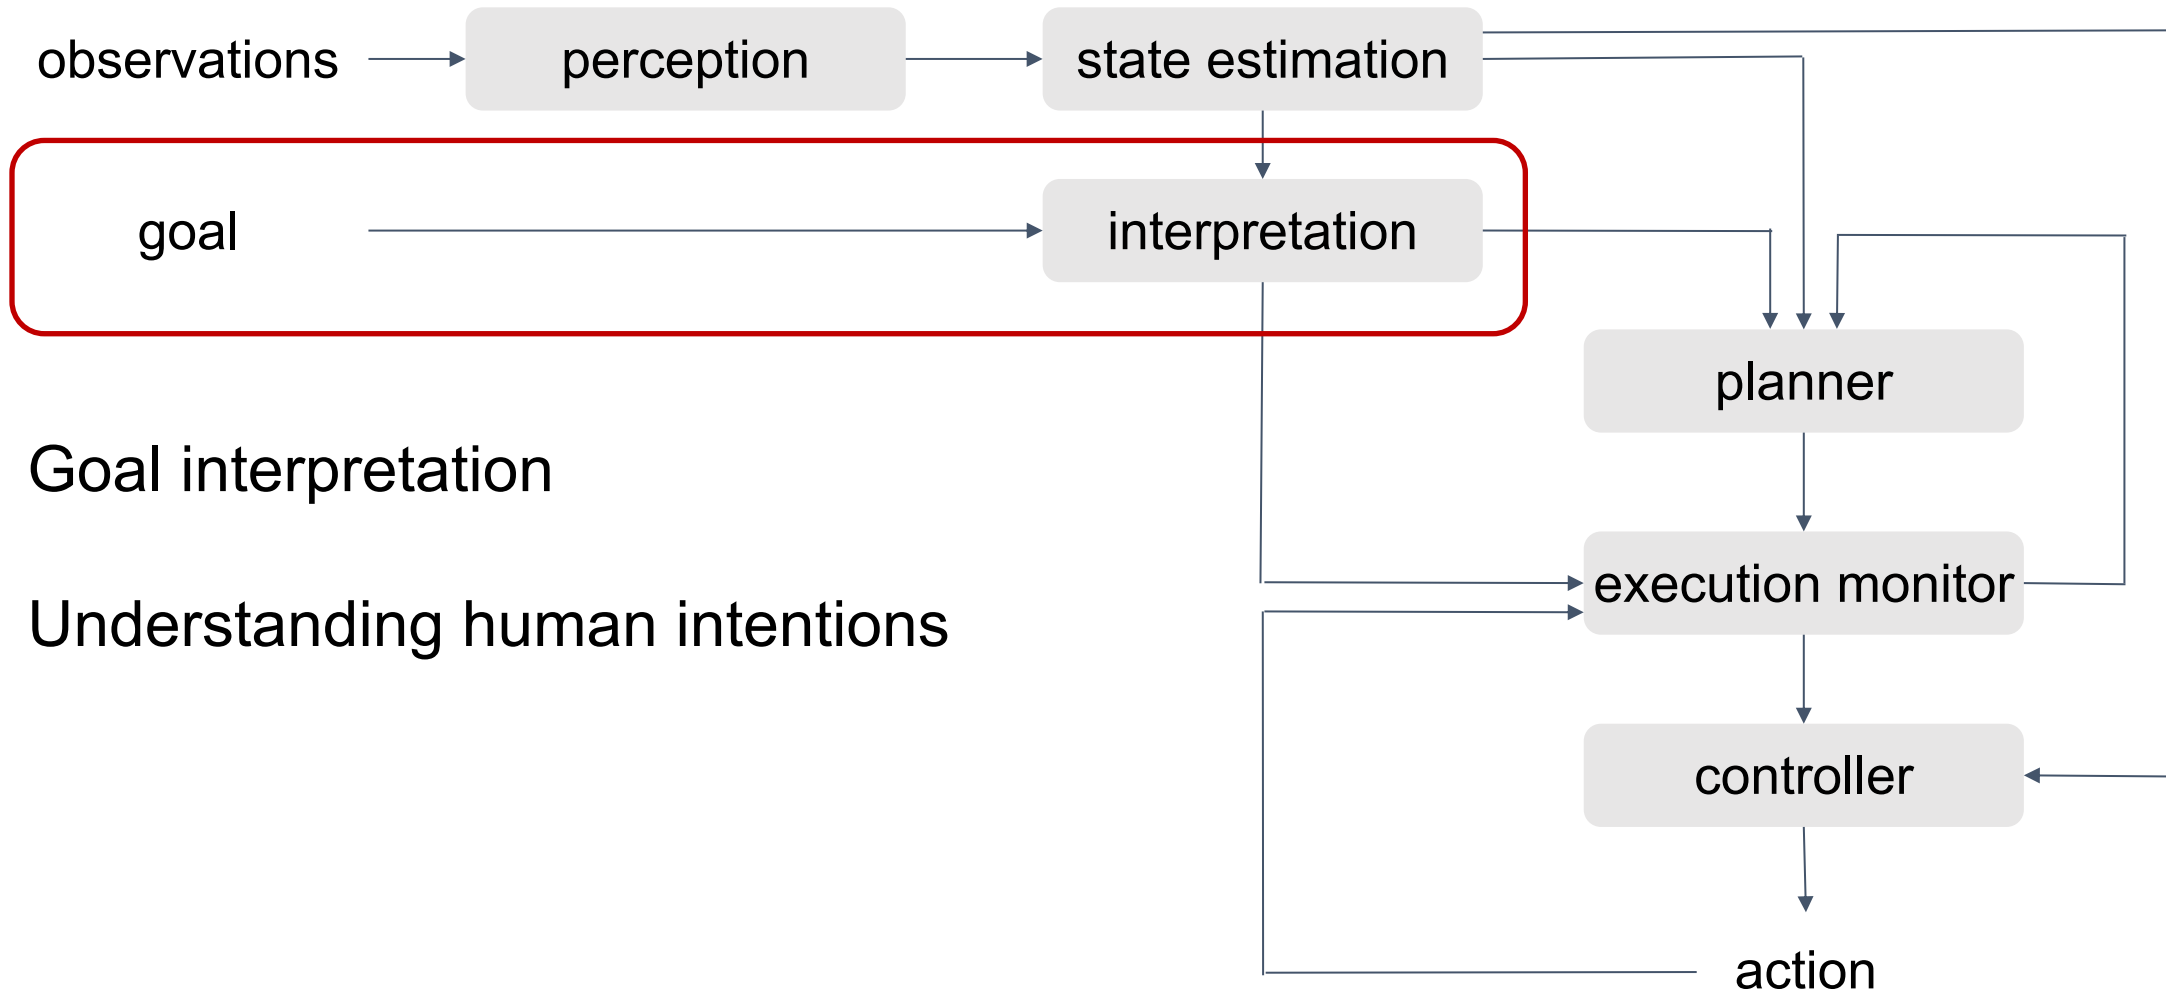 observations
perception
state estimation
goal
interpretation
planner
Goal interpretation
execution monitor
Understanding human intentions
controller
action